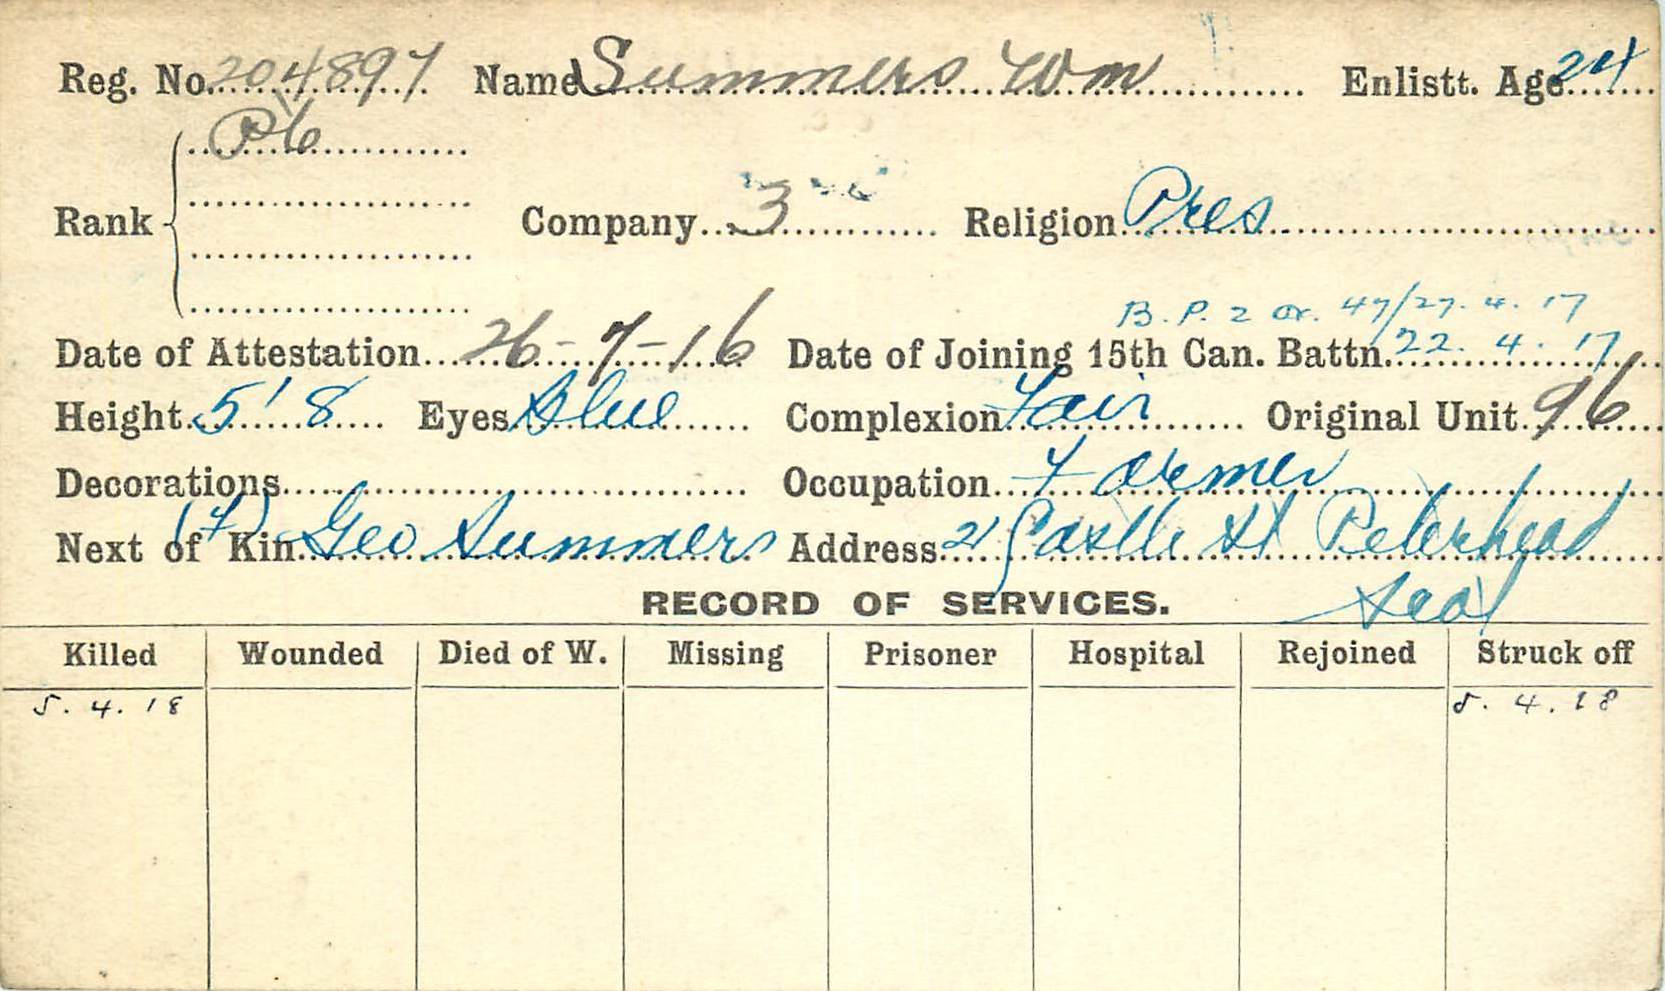 Reg. No. 204897 Name Summers Wm Enlistt. Age 24
Rank Pte
Company 3 Religion Pres
B. P. 2 Or. 47/27. 4. 17
Date of Attestation 26-7-16 Date of Joining 15th Can. Battn. 22. 4. 17
Height 5' 8 Eyes Blue Complexion Fair Original Unit 96
Decorations Occupation Farmer
Next of Kin (F) Geo Summers Address 21 Castle St Peterhead
Scot
RECORD OF SERVICES.
Killed Wounded Died of W. Missing Prisoner Hospital Rejoined Struck off
5. 4. 18 5. 4. 18